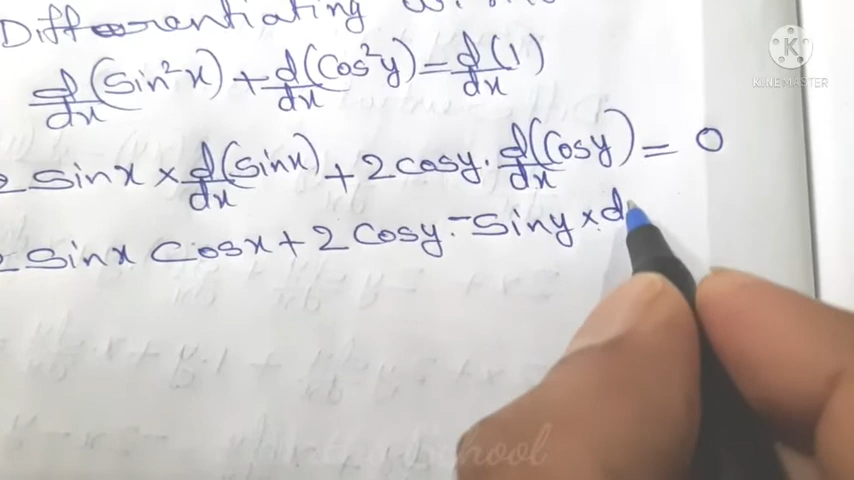 Differentiating w.
d/dx (Sin²x) + d/dx (Cos²y) = d/dx (1)
2 Sinx × d/dx (Sinx) + 2 Cosy · d/dx (Cosy) = 0
2 Sinx Cosx + 2 Cosy · -Siny × d
K
KINEMASTER
School